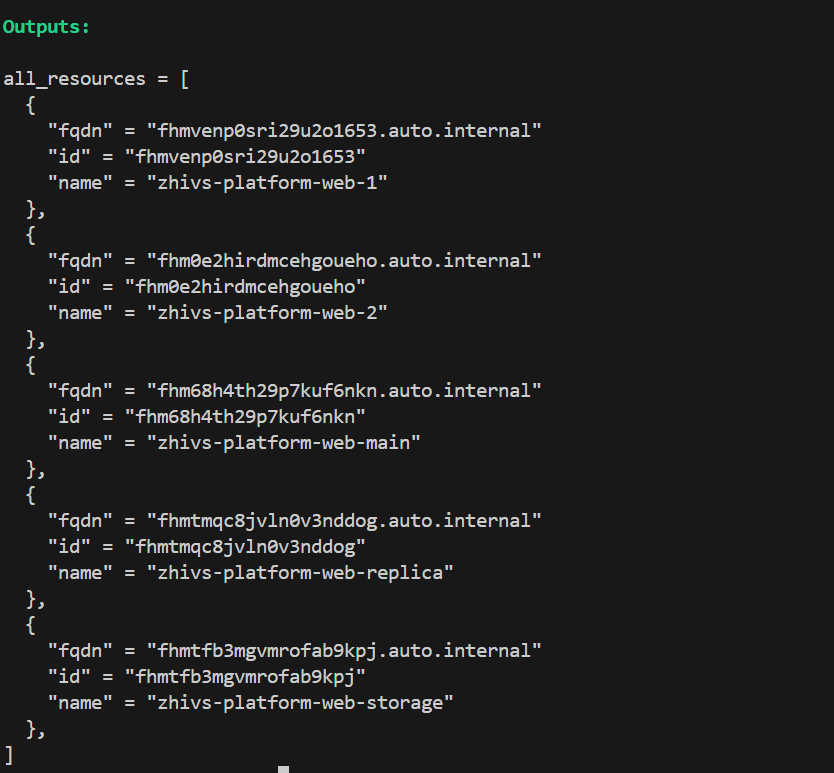 Outputs:
all_resources = [
  {
    "fqdn" = "fhmvenp0sri29u2o1653.auto.internal"
    "id" = "fhmvenp0sri29u2o1653"
    "name" = "zhivs-platform-web-1"
  },
  {
    "fqdn" = "fhm0e2hirdmcehgoueho.auto.internal"
    "id" = "fhm0e2hirdmcehgoueho"
    "name" = "zhivs-platform-web-2"
  },
  {
    "fqdn" = "fhm68h4th29p7kuf6nkn.auto.internal"
    "id" = "fhm68h4th29p7kuf6nkn"
    "name" = "zhivs-platform-web-main"
  },
  {
    "fqdn" = "fhmtmqc8jvln0v3nddog.auto.internal"
    "id" = "fhmtmqc8jvln0v3nddog"
    "name" = "zhivs-platform-web-replica"
  },
  {
    "fqdn" = "fhmtfb3mgvmrofab9kpj.auto.internal"
    "id" = "fhmtfb3mgvmrofab9kpj"
    "name" = "zhivs-platform-web-storage"
  },
]